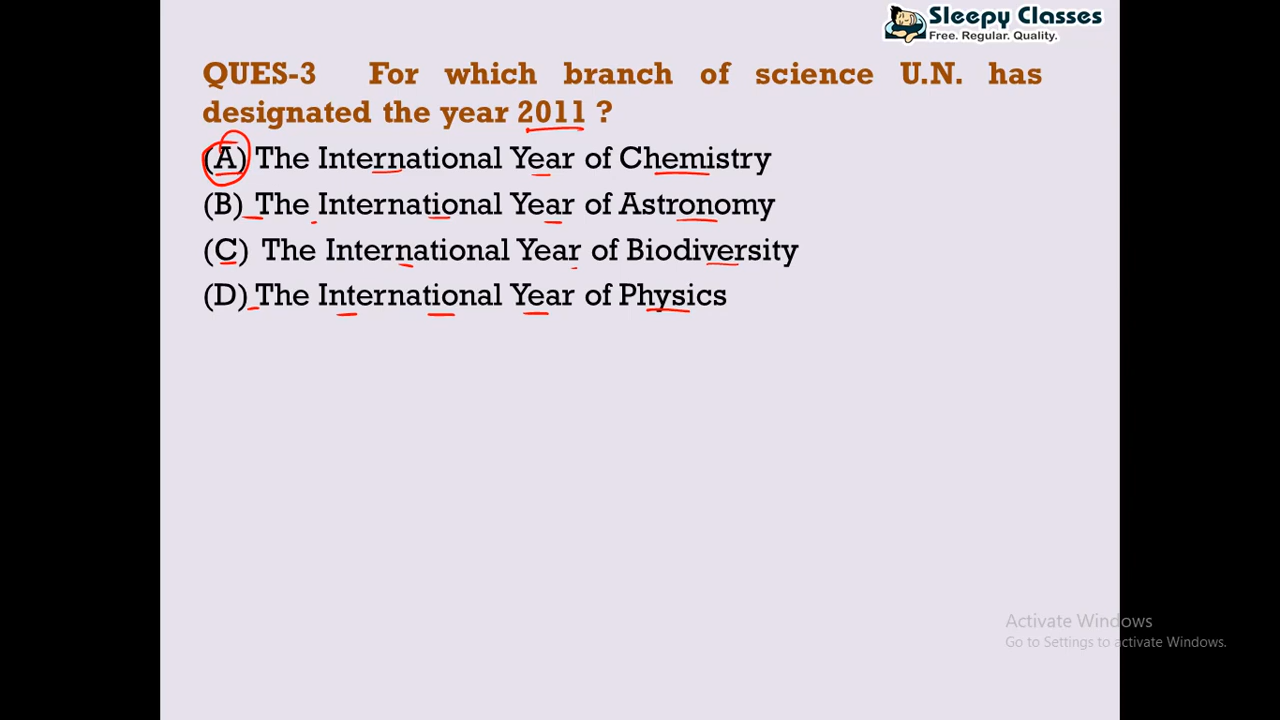 Sleepy Classes
Free. Regular. Quality.
QUES-3 For which branch of science U.N. has
designated the year 2011 ?
(A) The International Year of Chemistry
(B) The International Year of Astronomy
(C) The International Year of Biodiversity
(D) The International Year of Physics
Activate Windows
Go to Settings to activate Windows.